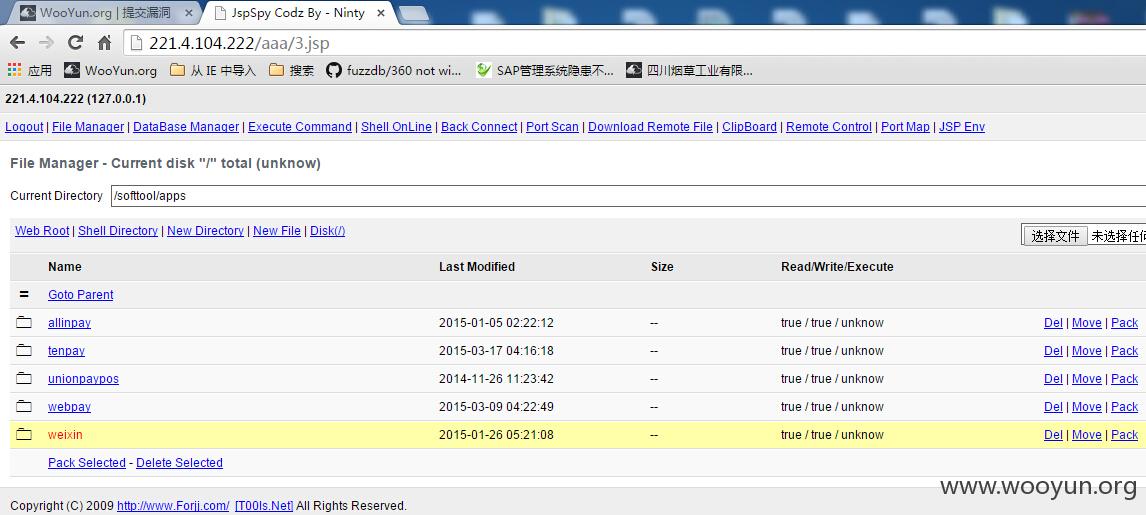 WooYun.org | 提交漏洞 JspSpy Codz By - Ninty
221.4.104.222/aaa/3.jsp
应用 WooYun.org 从 IE 中导入 搜索 fuzzdb/360 not wi... SAP管理系统隐患不... 四川烟草工业有限...
221.4.104.222 (127.0.0.1)
Logout | File Manager | DataBase Manager | Execute Command | Shell OnLine | Back Connect | Port Scan | Download Remote File | ClipBoard | Remote Control | Port Map | JSP Env
File Manager - Current disk "/" total (unknow)
Current Directory /softtool/apps
Web Root | Shell Directory | New Directory | New File | Disk(/) 选择文件 未选择任何
Name Last Modified Size Read/Write/Execute
= Goto Parent
allinpay 2015-01-05 02:22:12 -- true / true / unknow Del | Move | Pack
tenpay 2015-03-17 04:16:18 -- true / true / unknow Del | Move | Pack
unionpaypos 2014-11-26 11:23:42 -- true / true / unknow Del | Move | Pack
webpay 2015-03-09 04:22:49 -- true / true / unknow Del | Move | Pack
weixin 2015-01-26 05:21:08 -- true / true / unknow Del | Move | Pack
Pack Selected - Delete Selected
www.wooyun.org
Copyright (C) 2009 http://www.Forjj.com/ [T00ls.Net] All Rights Reserved.